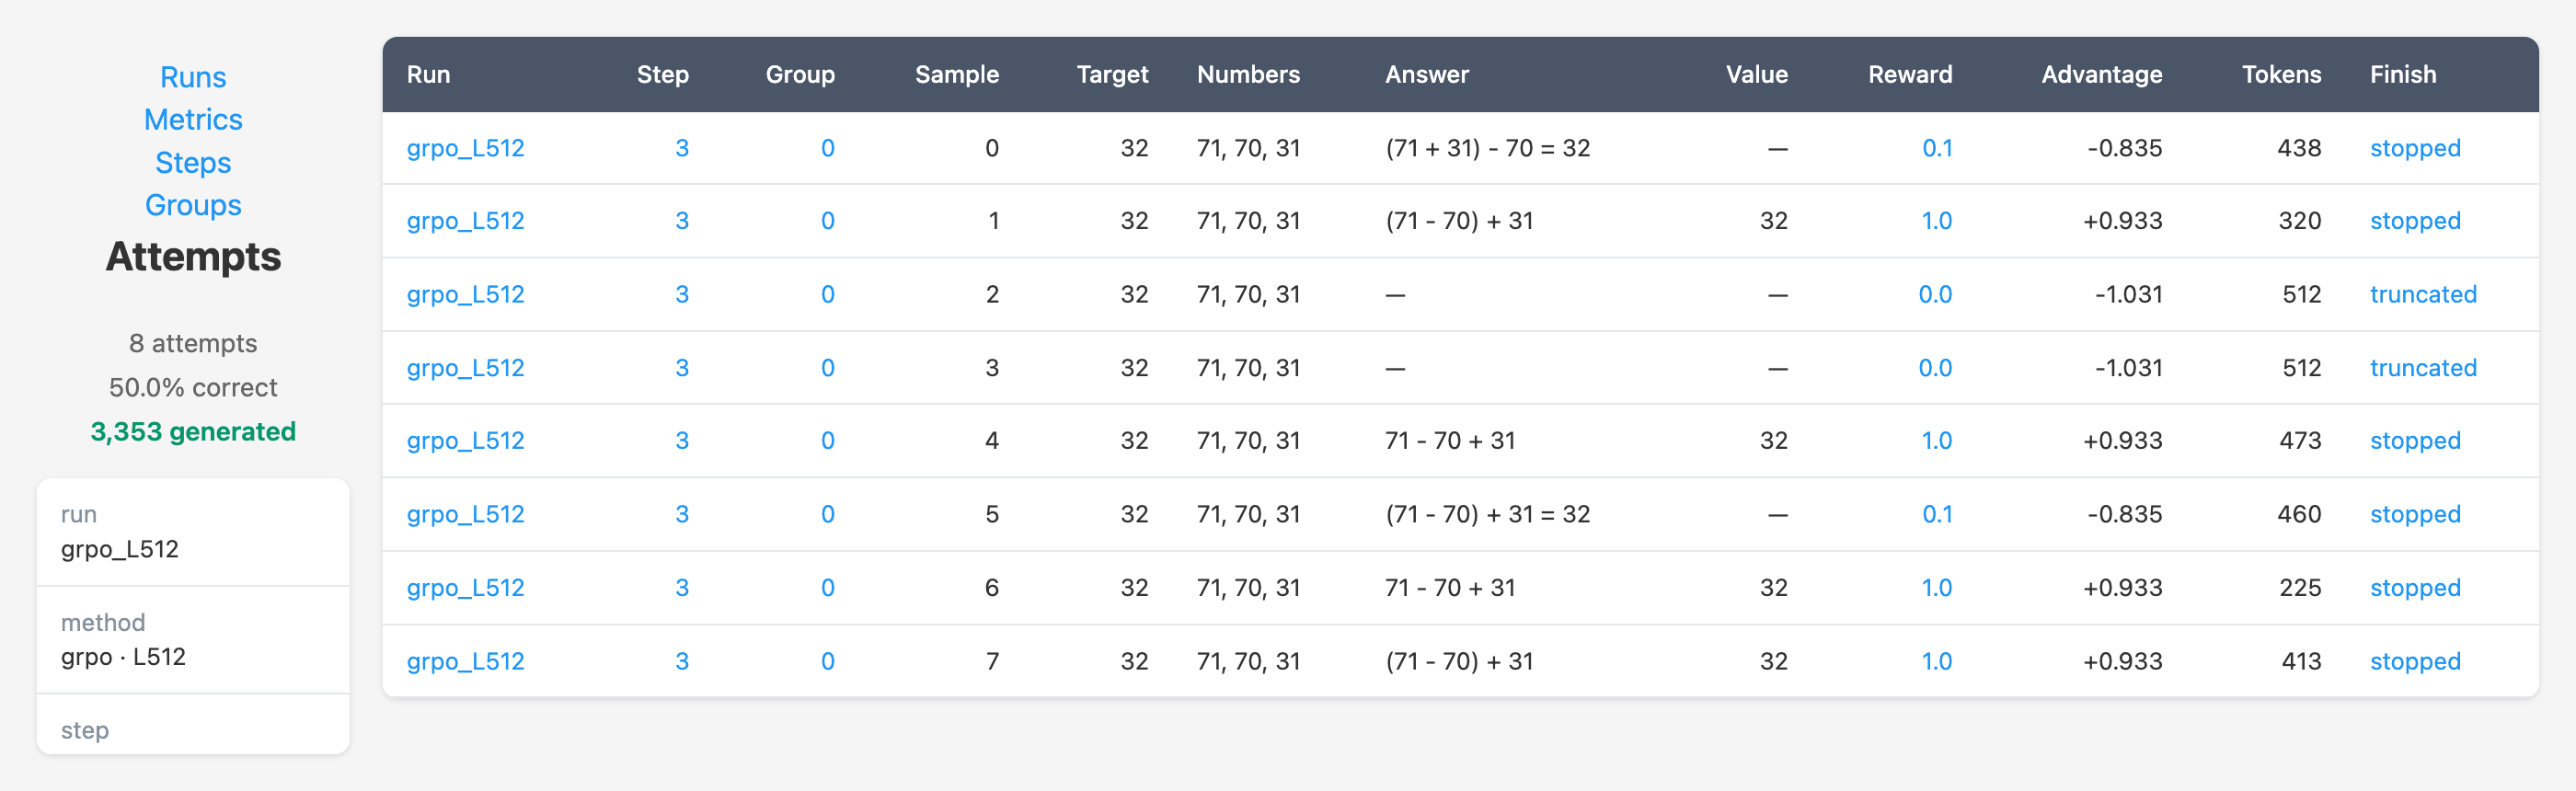 Runs
Metrics
Steps
Groups
Attempts
8 attempts
50.0% correct
3,353 generated
run
grpo_L512
method
grpo · L512
step
Run Step Group Sample Target Numbers Answer Value Reward Advantage Tokens Finish
grpo_L512 3 0 0 32 71, 70, 31 (71 + 31) - 70 = 32 — 0.1 -0.835 438 stopped
grpo_L512 3 0 1 32 71, 70, 31 (71 - 70) + 31 32 1.0 +0.933 320 stopped
grpo_L512 3 0 2 32 71, 70, 31 — — 0.0 -1.031 512 truncated
grpo_L512 3 0 3 32 71, 70, 31 — — 0.0 -1.031 512 truncated
grpo_L512 3 0 4 32 71, 70, 31 71 - 70 + 31 32 1.0 +0.933 473 stopped
grpo_L512 3 0 5 32 71, 70, 31 (71 - 70) + 31 = 32 — 0.1 -0.835 460 stopped
grpo_L512 3 0 6 32 71, 70, 31 71 - 70 + 31 32 1.0 +0.933 225 stopped
grpo_L512 3 0 7 32 71, 70, 31 (71 - 70) + 31 32 1.0 +0.933 413 stopped